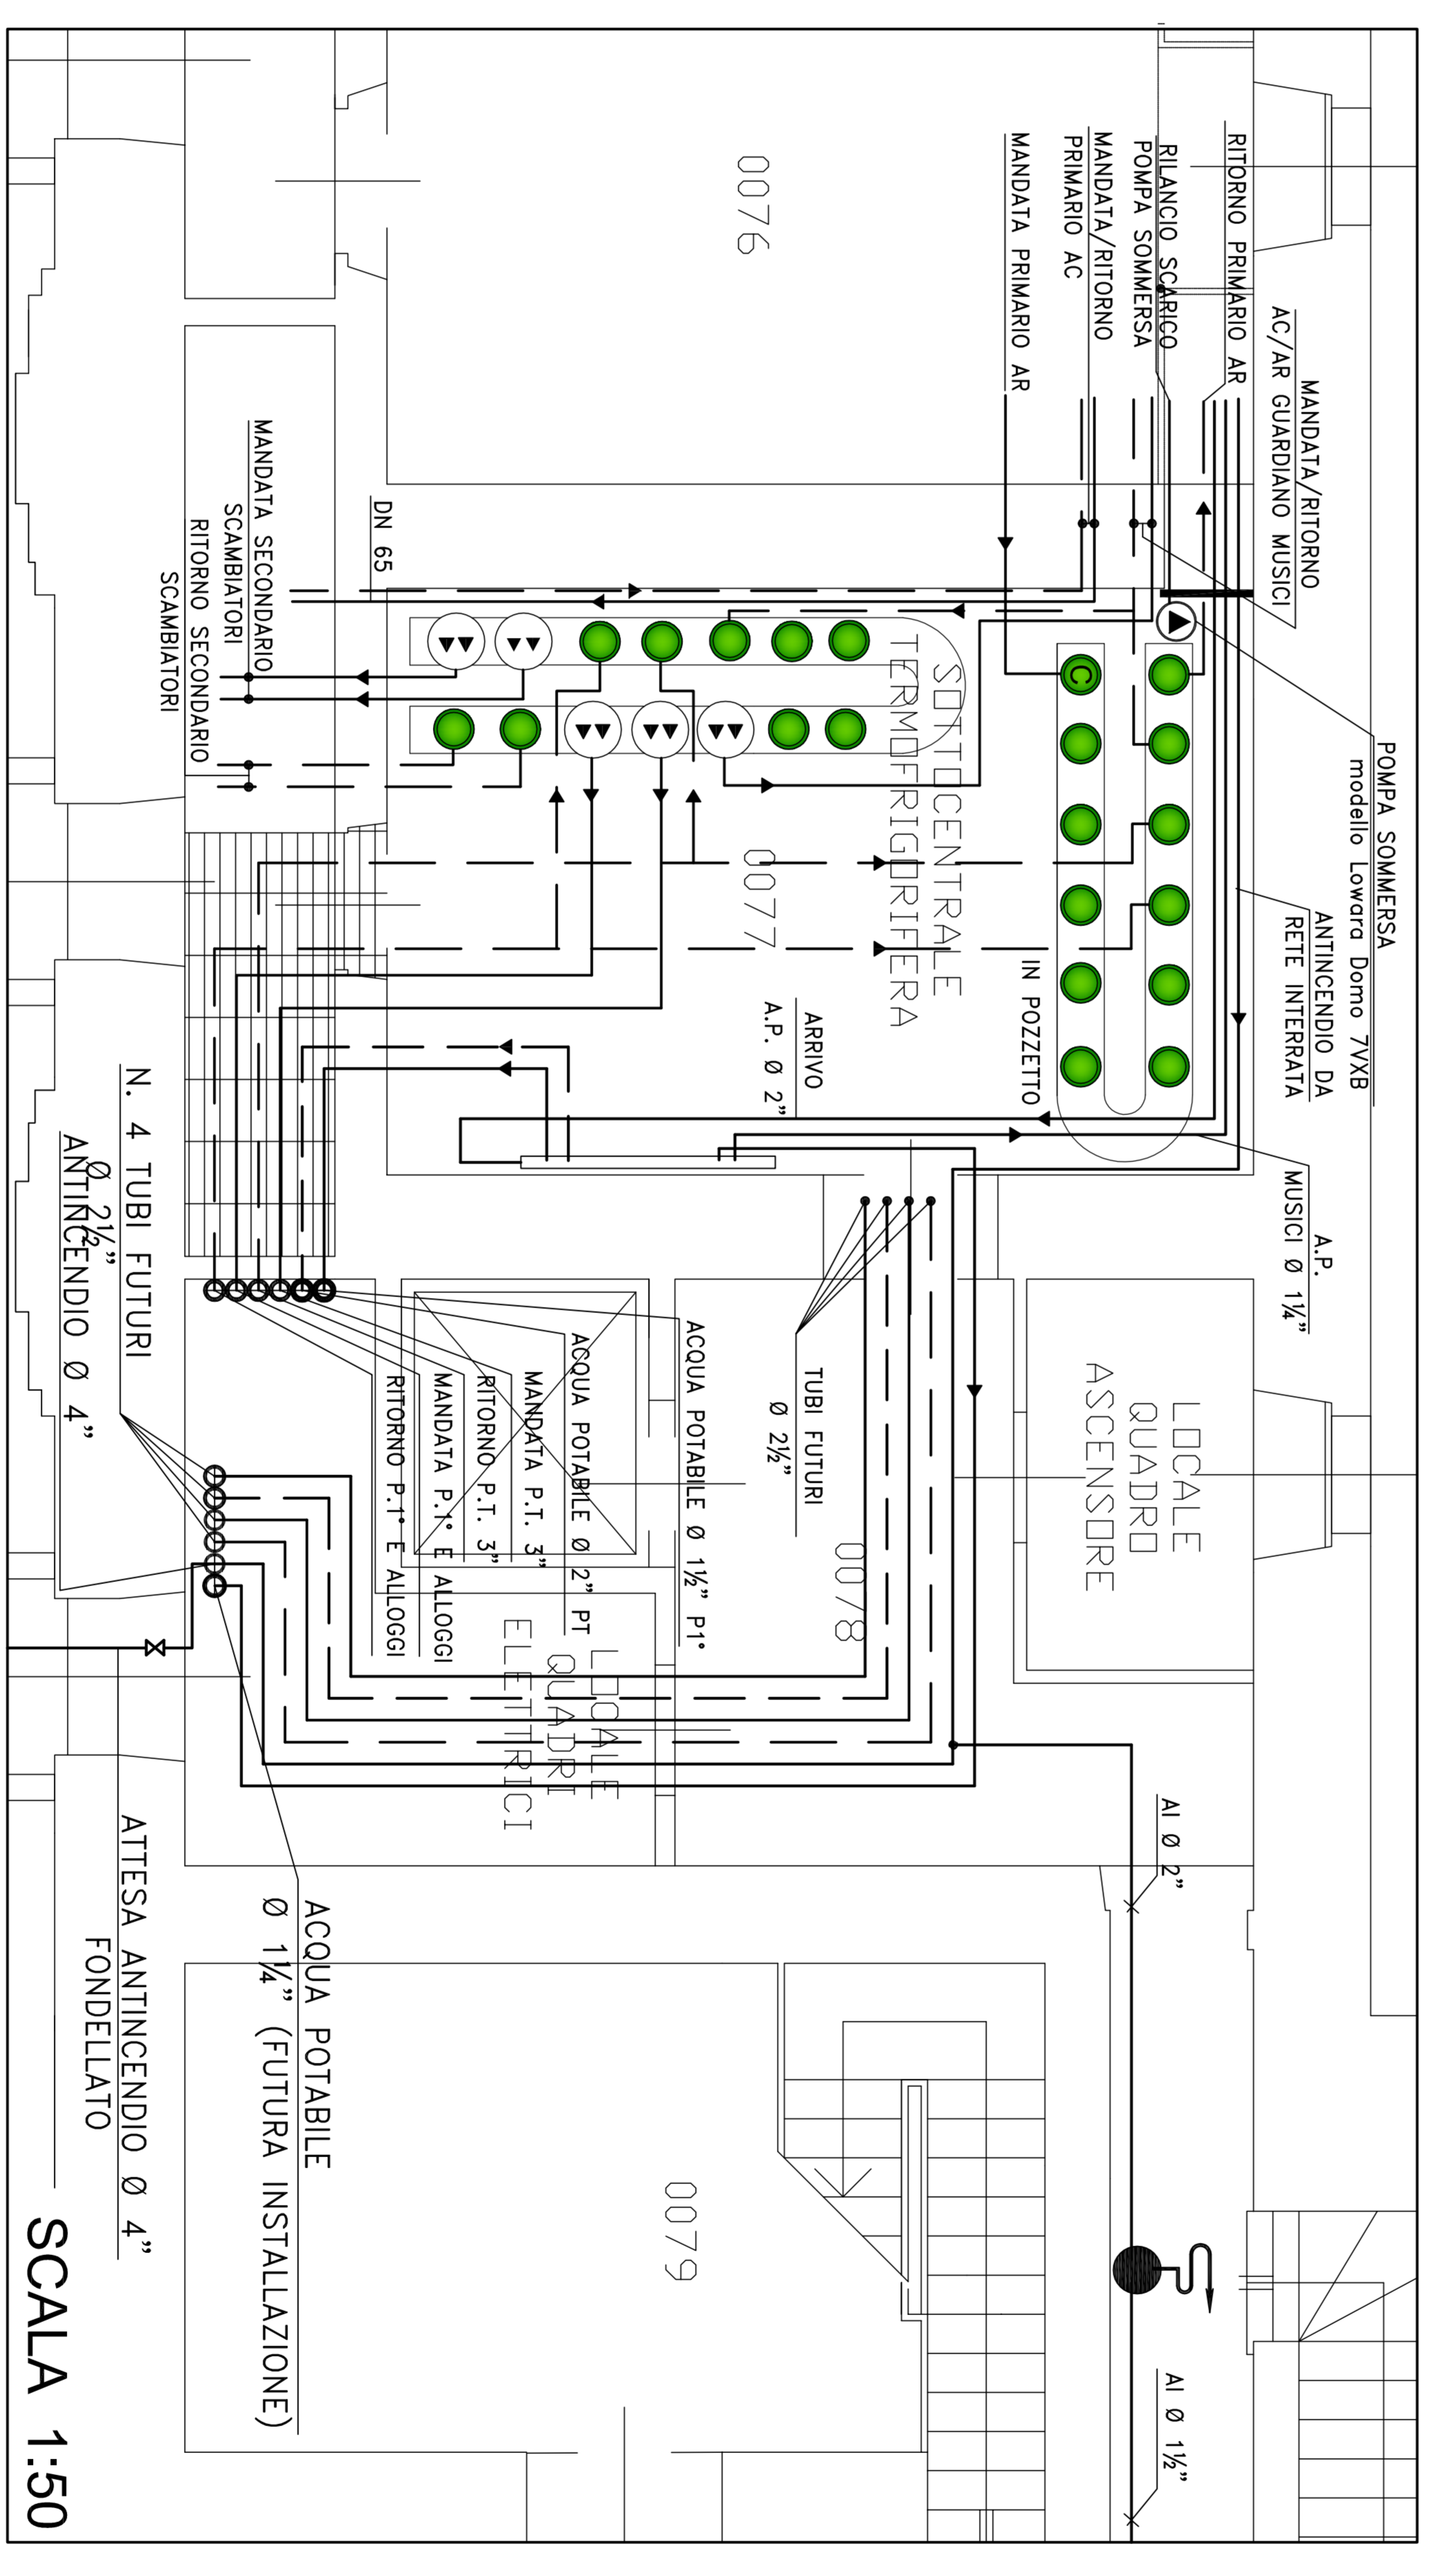 POMPA SOMMERSA
modello Lowara Domo 7VXB
MANDATA/RITORNO
AC/AR GUARDIANO MUSICI
ANTINCENDIO DA
RETE INTERRATA
A.P.
MUSICI Ø 1¼"
RITORNO PRIMARIO AR
RILANCIO SCARICO
POMPA SOMMERSA
MANDATA/RITORNO
PRIMARIO AC
MANDATA PRIMARIO AR
C
LOCALE
QUADRO
ASCENSORE
AI Ø 2"
AI Ø 1½"
IN POZZETTO
SOTTOCENTRALE
TERMOFRIGORIFERA
0076
0077
ARRIVO
A.P. Ø 2"
TUBI FUTURI
Ø 2½"
0078
0079
ACQUA POTABILE Ø 1½" P1°
ACQUA POTABILE Ø 2" PT
MANDATA P.T. 3"
RITORNO P.T. 3"
MANDATA P.1° E ALLOGGI
RITORNO P.1° E ALLOGGI
LOCALE
QUADRI
ELETTRICI
DN 65
MANDATA SECONDARIO
SCAMBIATORI
RITORNO SECONDARIO
SCAMBIATORI
ACQUA POTABILE
Ø 1¼" (FUTURA INSTALLAZIONE)
N. 4 TUBI FUTURI
Ø 2½"
ANTINCENDIO Ø 4"
ATTESA ANTINCENDIO Ø 4"
FONDELLATO
SCALA 1:50